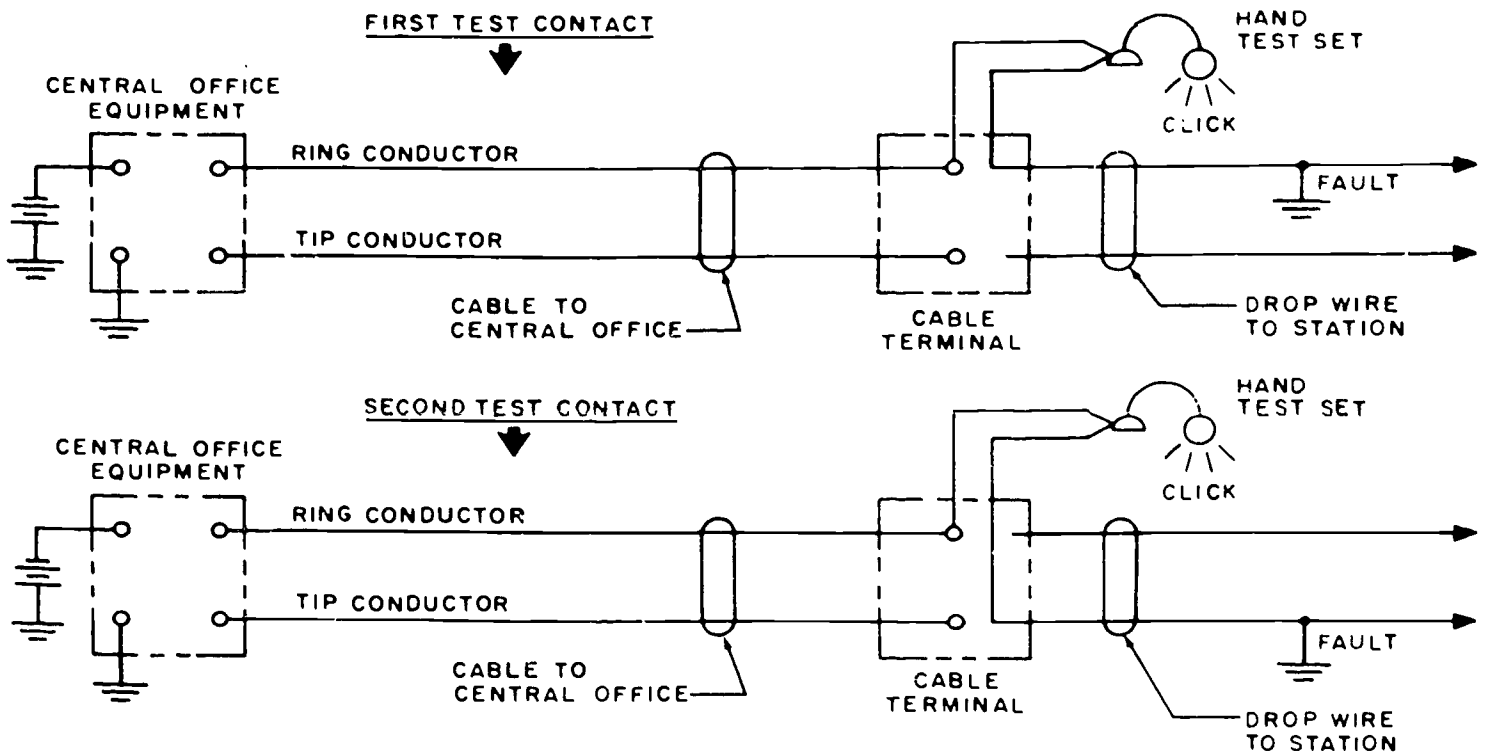 FIRST TEST CONTACT
HAND
TEST SET
CLICK
CENTRAL OFFICE
EQUIPMENT
RING CONDUCTOR
FAULT
TIP CONDUCTOR
CABLE TO
CENTRAL OFFICE
CABLE
TERMINAL
DROP WIRE
TO STATION
SECOND TEST CONTACT
HAND
TEST SET
CLICK
CENTRAL OFFICE
EQUIPMENT
RING CONDUCTOR
TIP CONDUCTOR
FAULT
CABLE TO
CENTRAL OFFICE
CABLE
TERMINAL
DROP WIRE
TO STATION